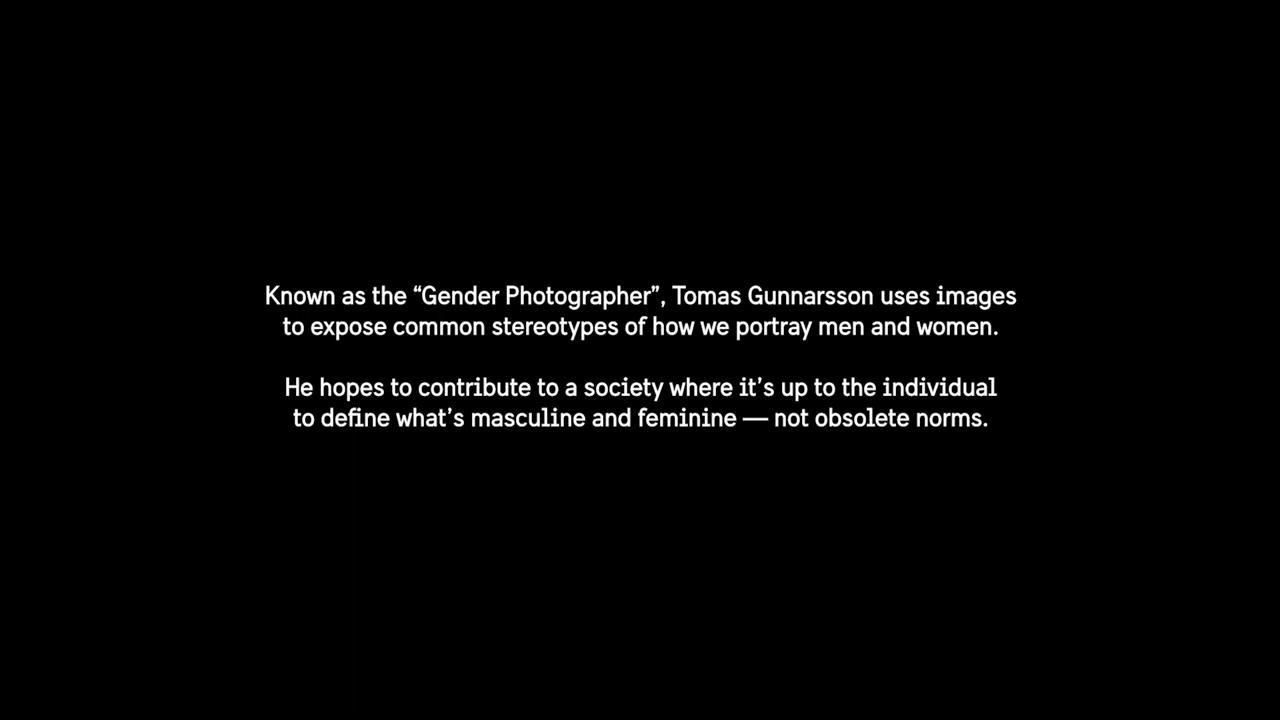 Known as the “Gender Photographer”, Tomas Gunnarsson uses images
to expose common stereotypes of how we portray men and women.
He hopes to contribute to a society where it’s up to the individual
to define what’s masculine and feminine — not obsolete norms.